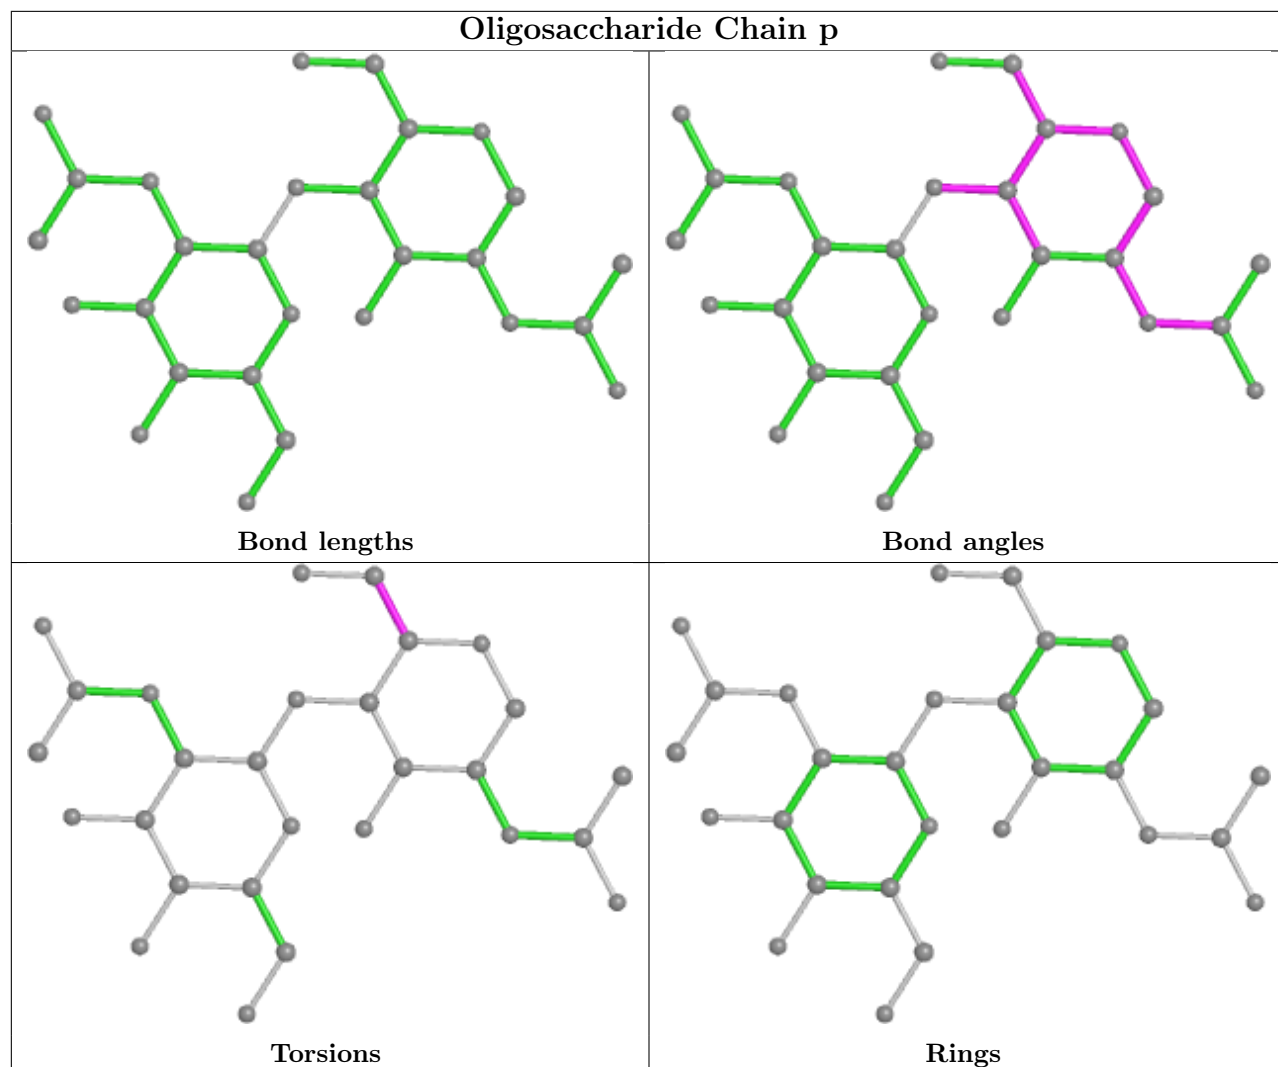 Oligosaccharide Chain p
Bond lengths
Bond angles
Torsions
Rings